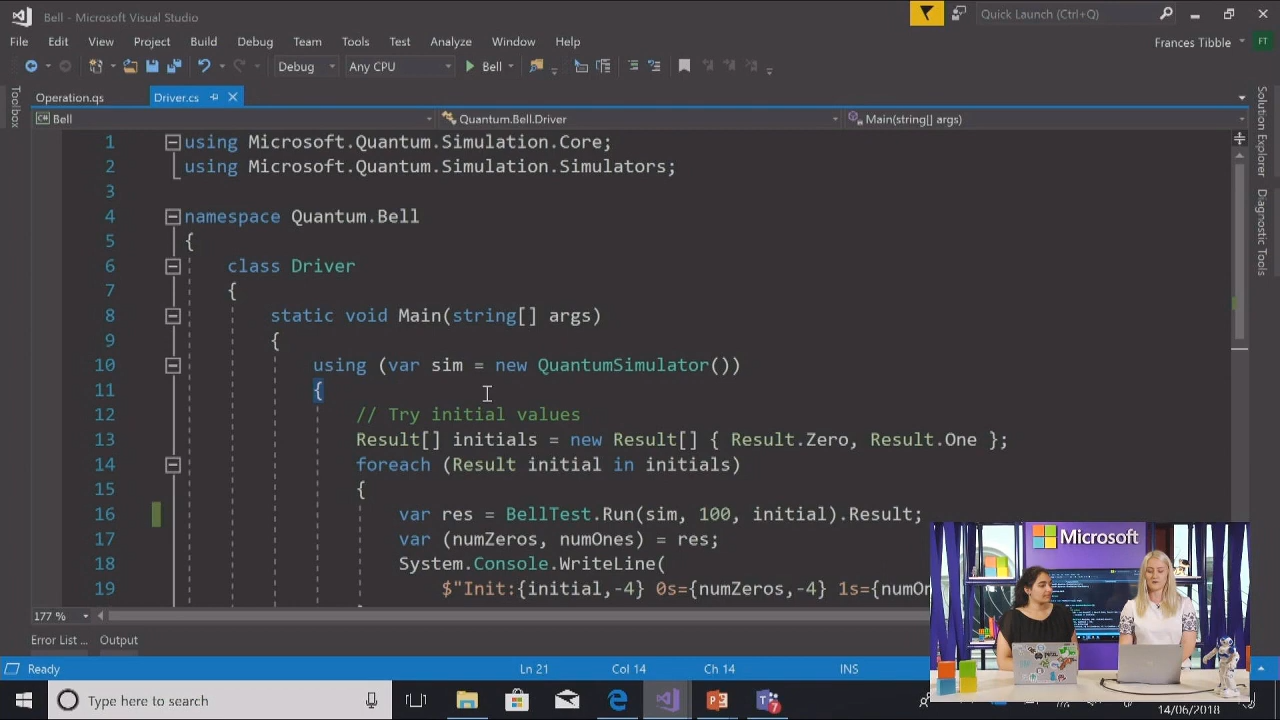 Bell - Microsoft Visual Studio
Quick Launch (Ctrl+Q)
File Edit View Project Build Debug Team Tools Test Analyze Window Help
Frances Tibble FT
Debug Any CPU Bell
Toolbox
Operation.qs Driver.cs
Bell Quantum.Bell.Driver Main(string[] args)
1 using Microsoft.Quantum.Simulation.Core;
2 using Microsoft.Quantum.Simulation.Simulators;
3
4 namespace Quantum.Bell
5 {
6 class Driver
7 {
8 static void Main(string[] args)
9 {
10 using (var sim = new QuantumSimulator())
11 {
12 // Try initial values
13 Result[] initials = new Result[] { Result.Zero, Result.One };
14 foreach (Result initial in initials)
15 {
16 var res = BellTest.Run(sim, 100, initial).Result;
17 var (numZeros, numOnes) = res;
18 System.Console.WriteLine(
19 $"Init:{initial,-4} 0s={numZeros,-4} 1s={numOn
Solution Explorer
Diagnostic Tools
177 %
Error List ... Output
Ready Ln 21 Col 14 Ch 14 INS
Microsoft
Type here to search
14/06/2018